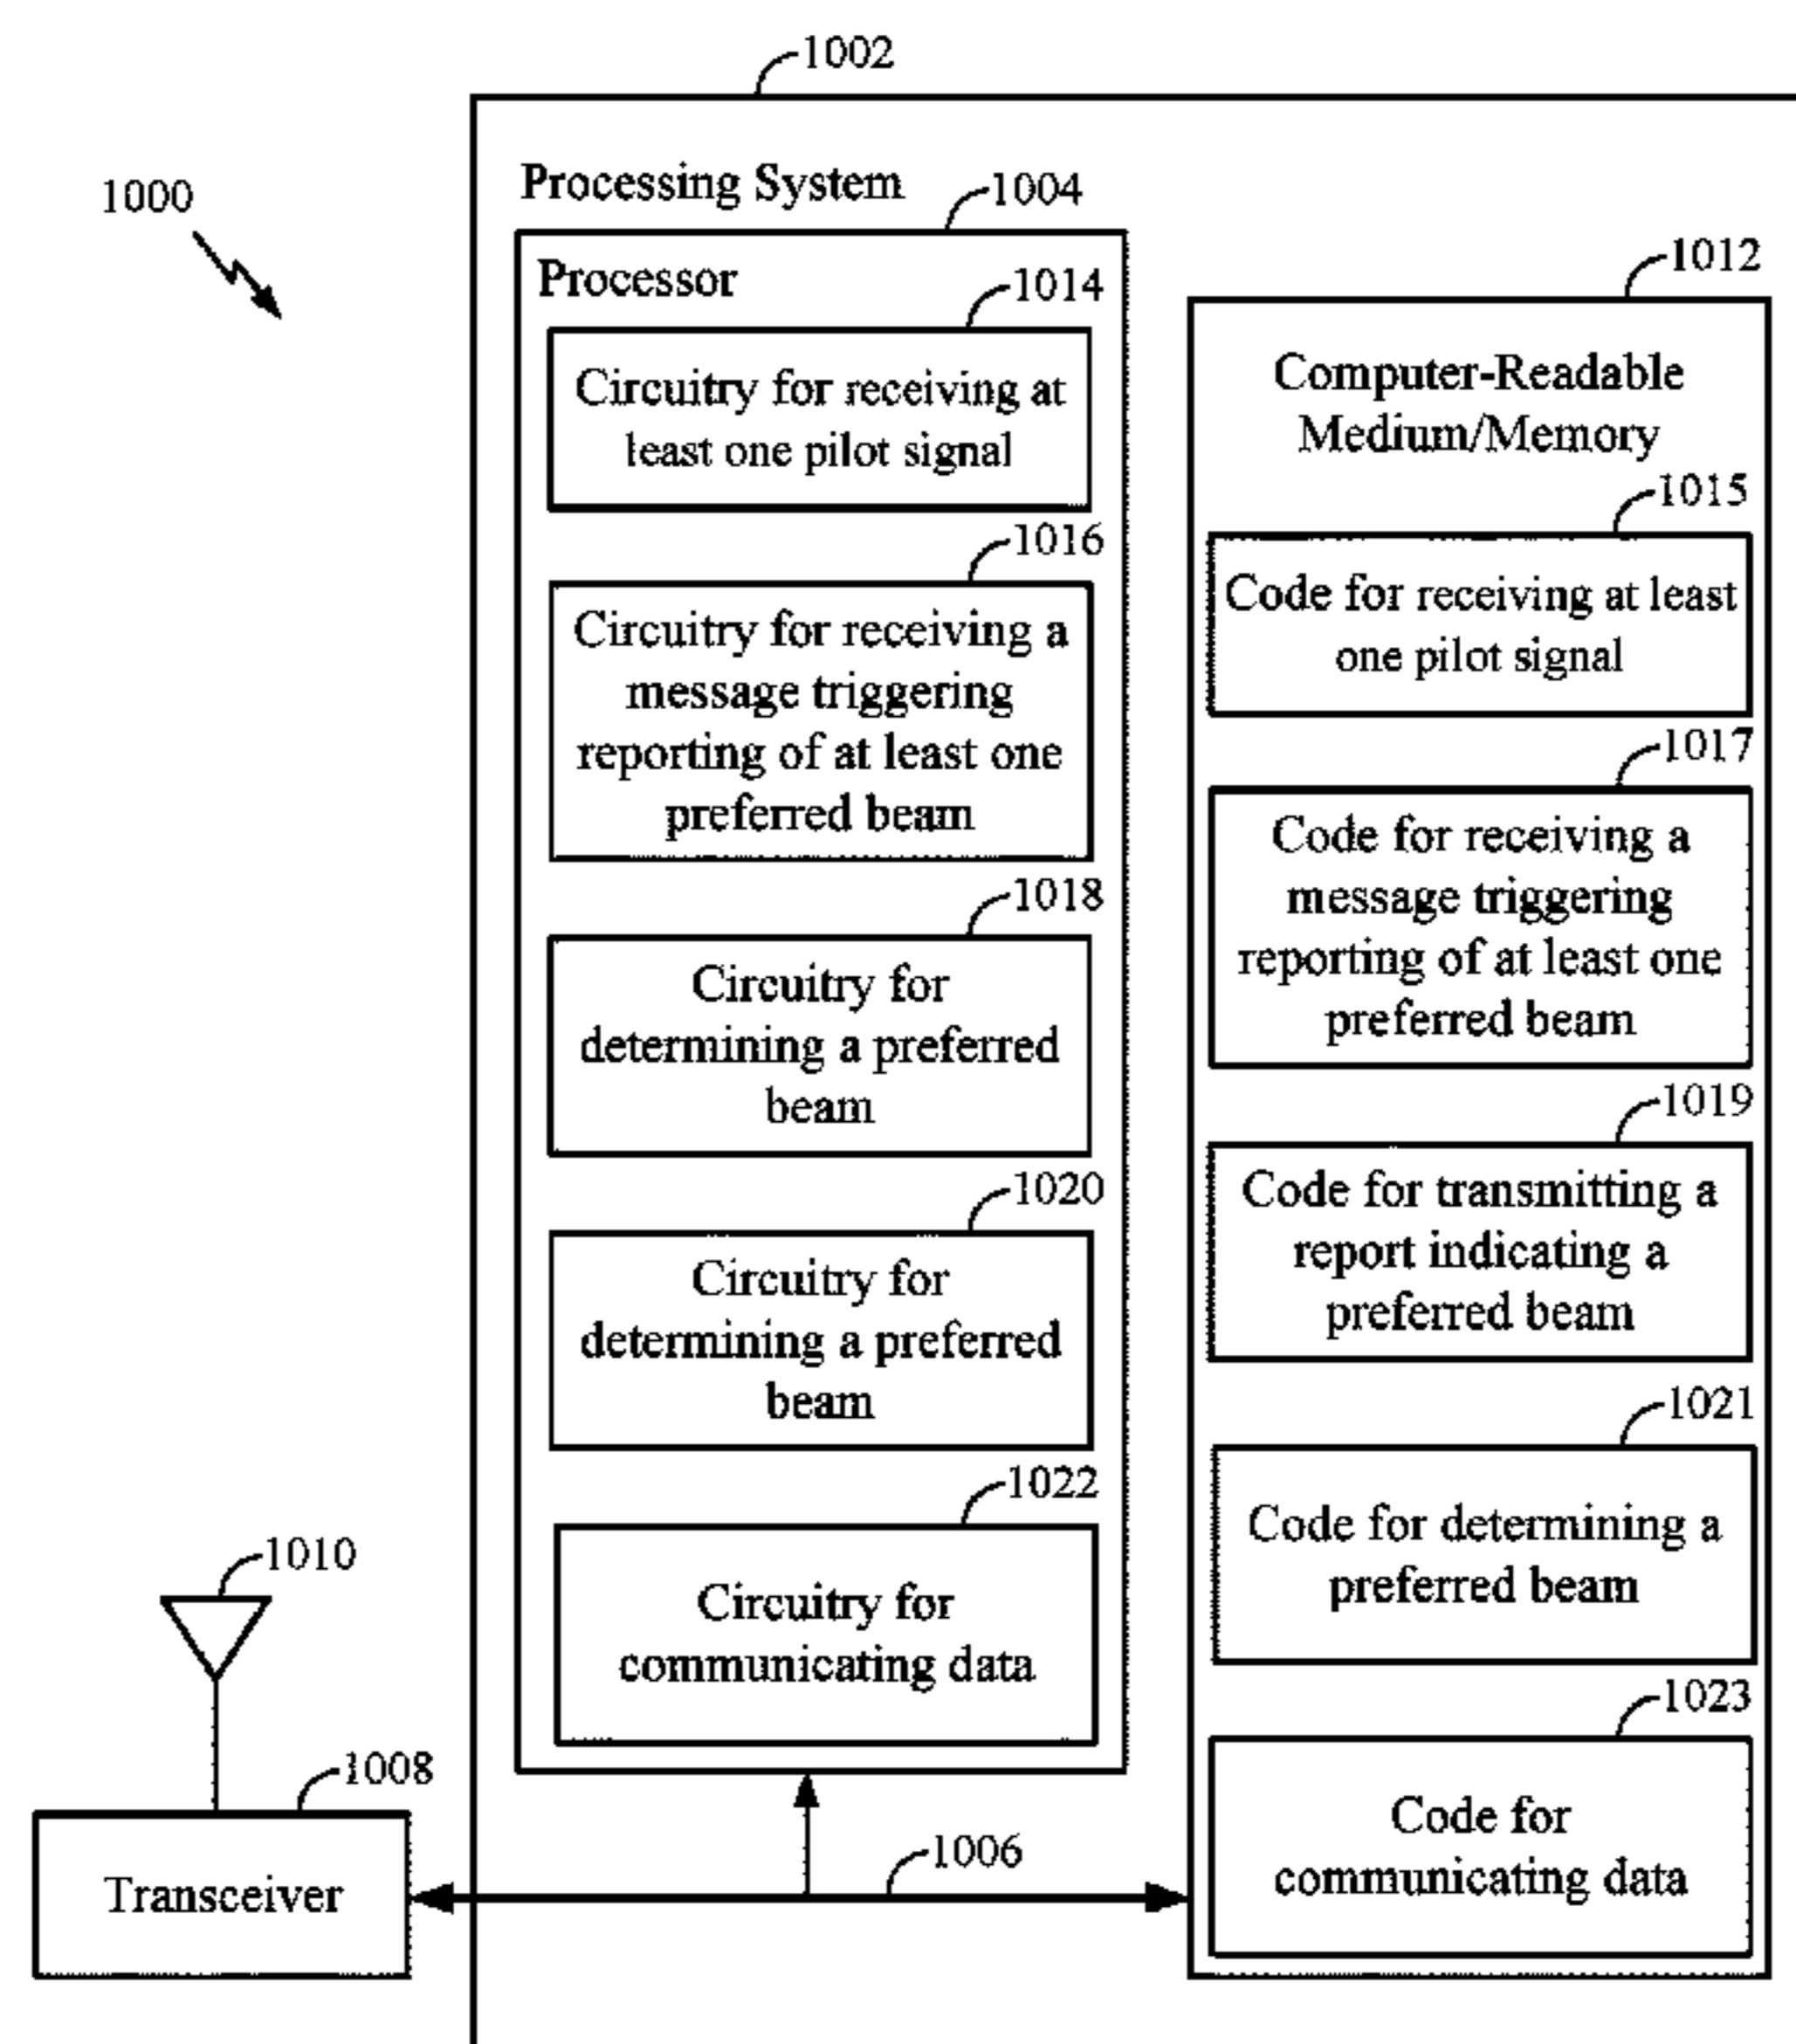 1002
1000
Processing System
1004
Processor
1014
Circuitry for receiving at
least one pilot signal
1016
Circuitry for receiving a
message triggering
reporting of at least one
preferred beam
1018
Circuitry for
determining a preferred
beam
1020
Circuitry for
determining a preferred
beam
1022
Circuitry for
communicating data
1012
Computer-Readable
Medium/Memory
1015
Code for receiving at least
one pilot signal
1017
Code for receiving a
message triggering
reporting of at least one
preferred beam
1019
Code for transmitting a
report indicating a
preferred beam
1021
Code for determining a
preferred beam
1023
Code for
communicating data
1010
1008
Transceiver
1006